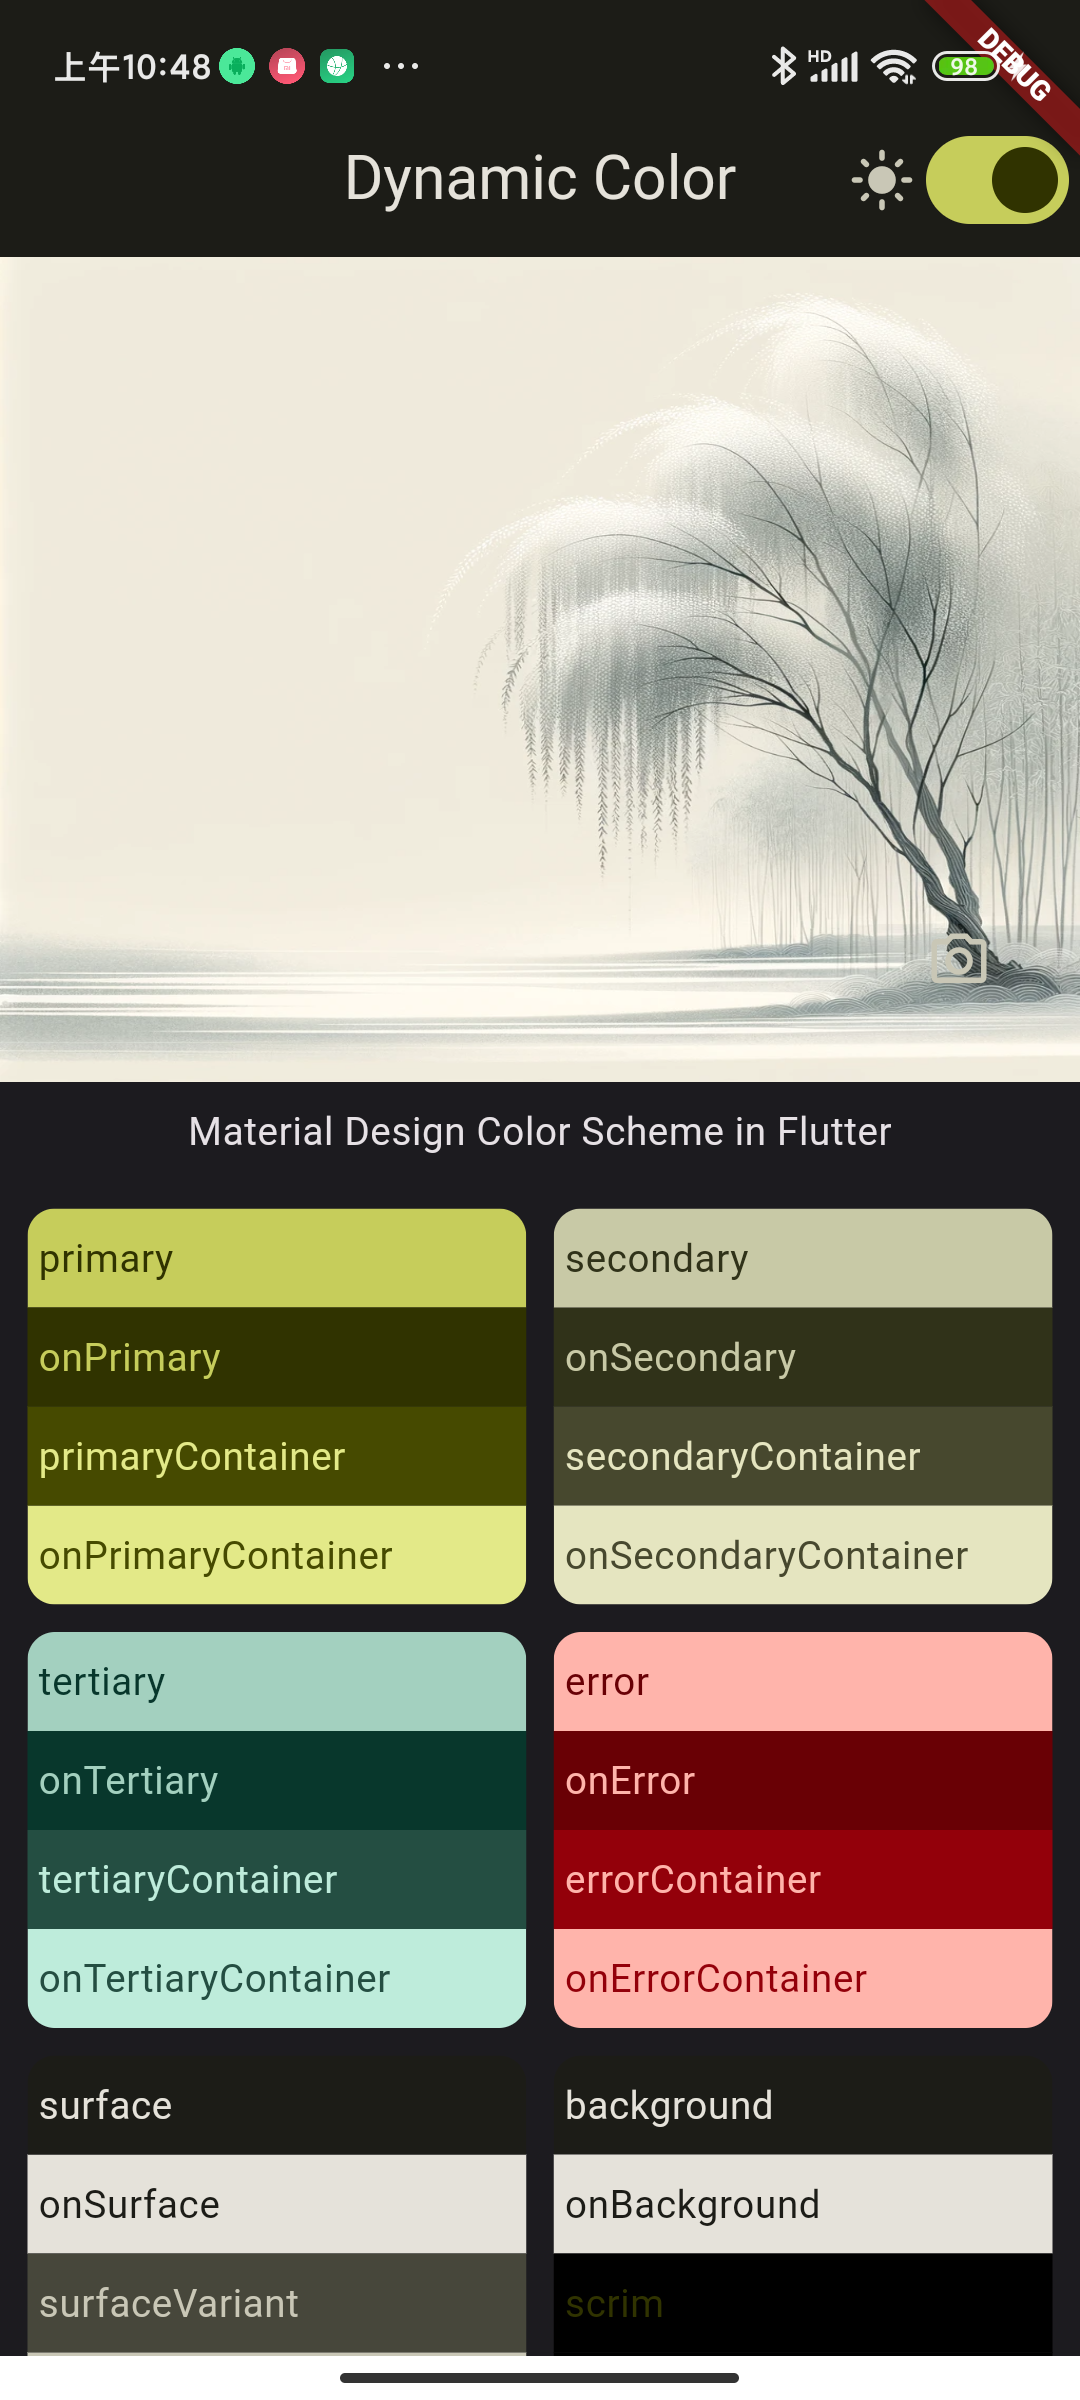 上午10:48
HD
98
DEBUG
Dynamic Color
Material Design Color Scheme in Flutter
primary
onPrimary
primaryContainer
onPrimaryContainer
secondary
onSecondary
secondaryContainer
onSecondaryContainer
tertiary
onTertiary
tertiaryContainer
onTertiaryContainer
error
onError
errorContainer
onErrorContainer
surface
onSurface
surfaceVariant
background
onBackground
scrim